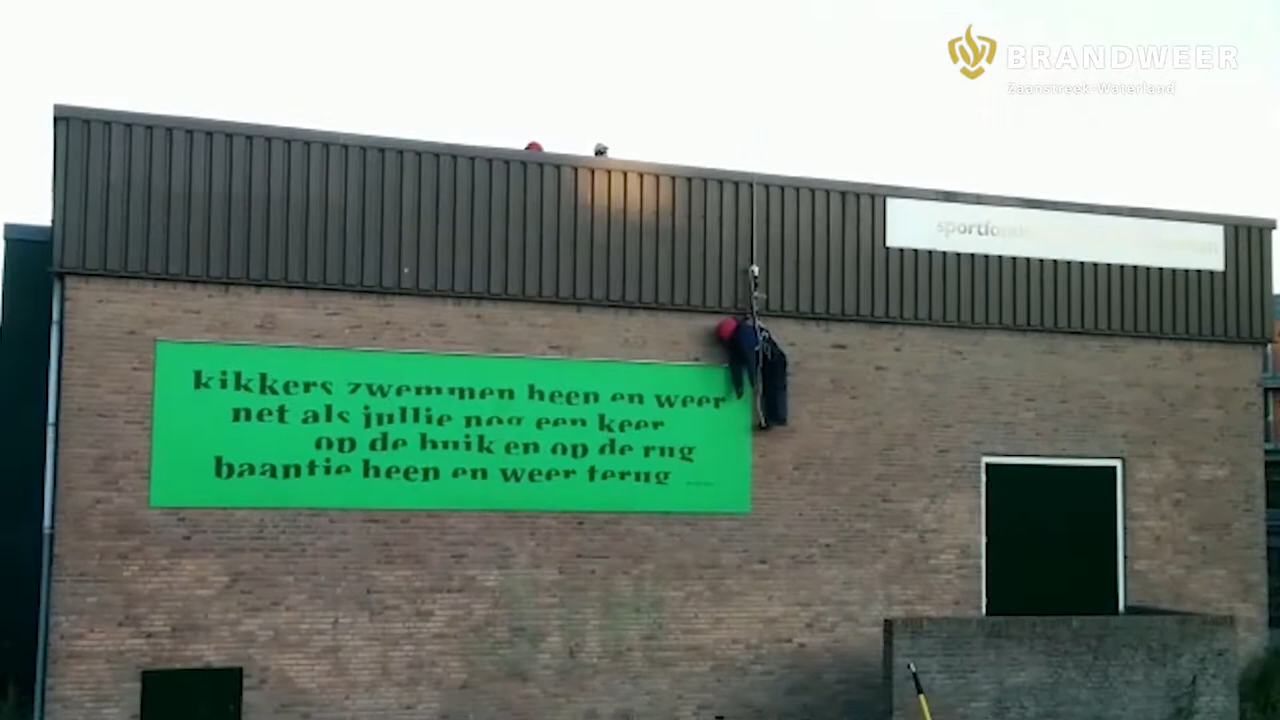 BRANDWEER
Zaanstreek-Waterland
kikkers zwemmen heen en weer
net als jullie nog een keer
op de buik en op de rug
baantje heen en weer terug